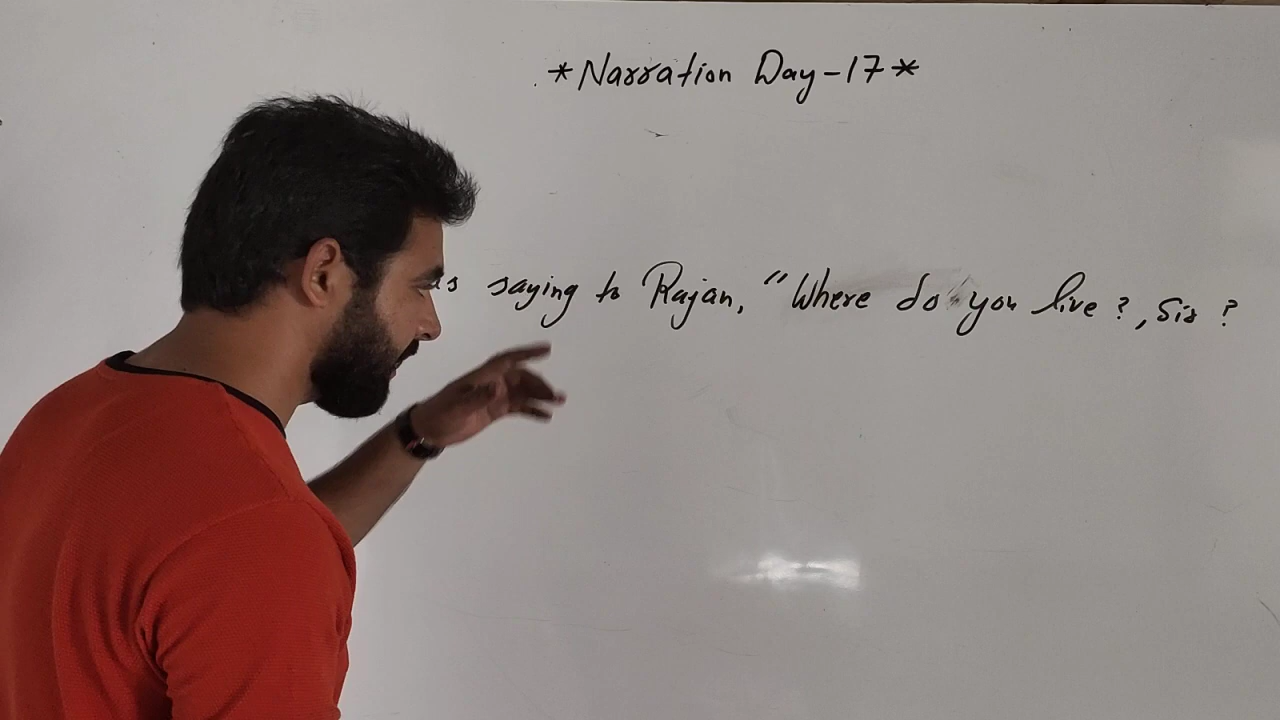 *Narration Day-17*
saying to Rajan, "Where do you live?, Sir?